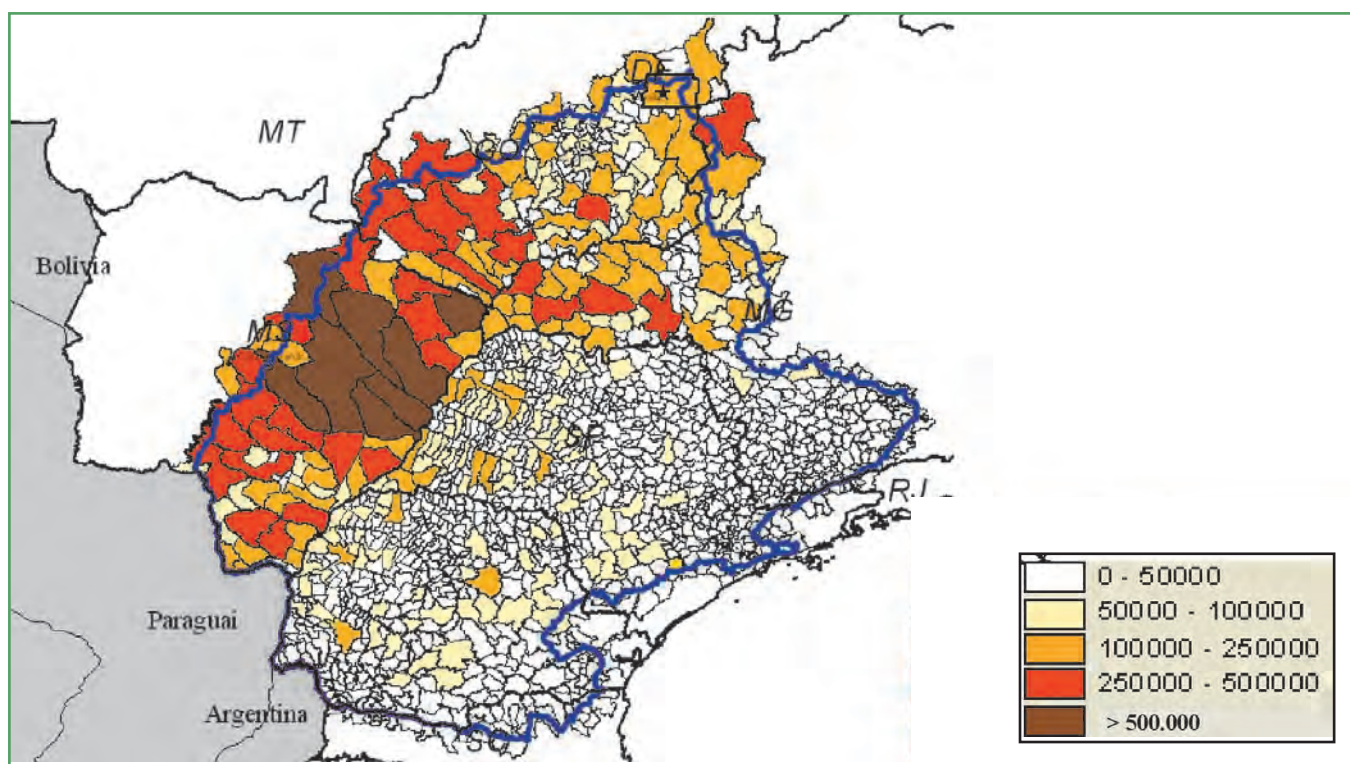 DF
MT
GO
Bolivia
MG
MS
SP
RJ
Paraguai
Argentina
SC
0 - 50000
50000 - 100000
100000 - 250000
250000 - 500000
> 500.000